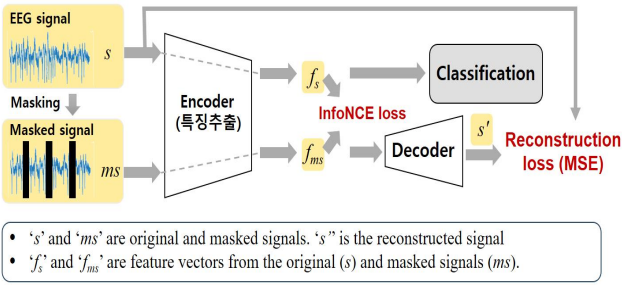 EEG signal
s
Masking
Masked signal
ms
Encoder
(특징추출)
f_s
f_ms
InfoNCE loss
Classification
Decoder
s'
Reconstruction
loss (MSE)
• ‘s’ and ‘ms’ are original and masked signals. ‘s’’ is the reconstructed signal
• ‘f_s’ and ‘f_ms’ are feature vectors from the original (s) and masked signals (ms).